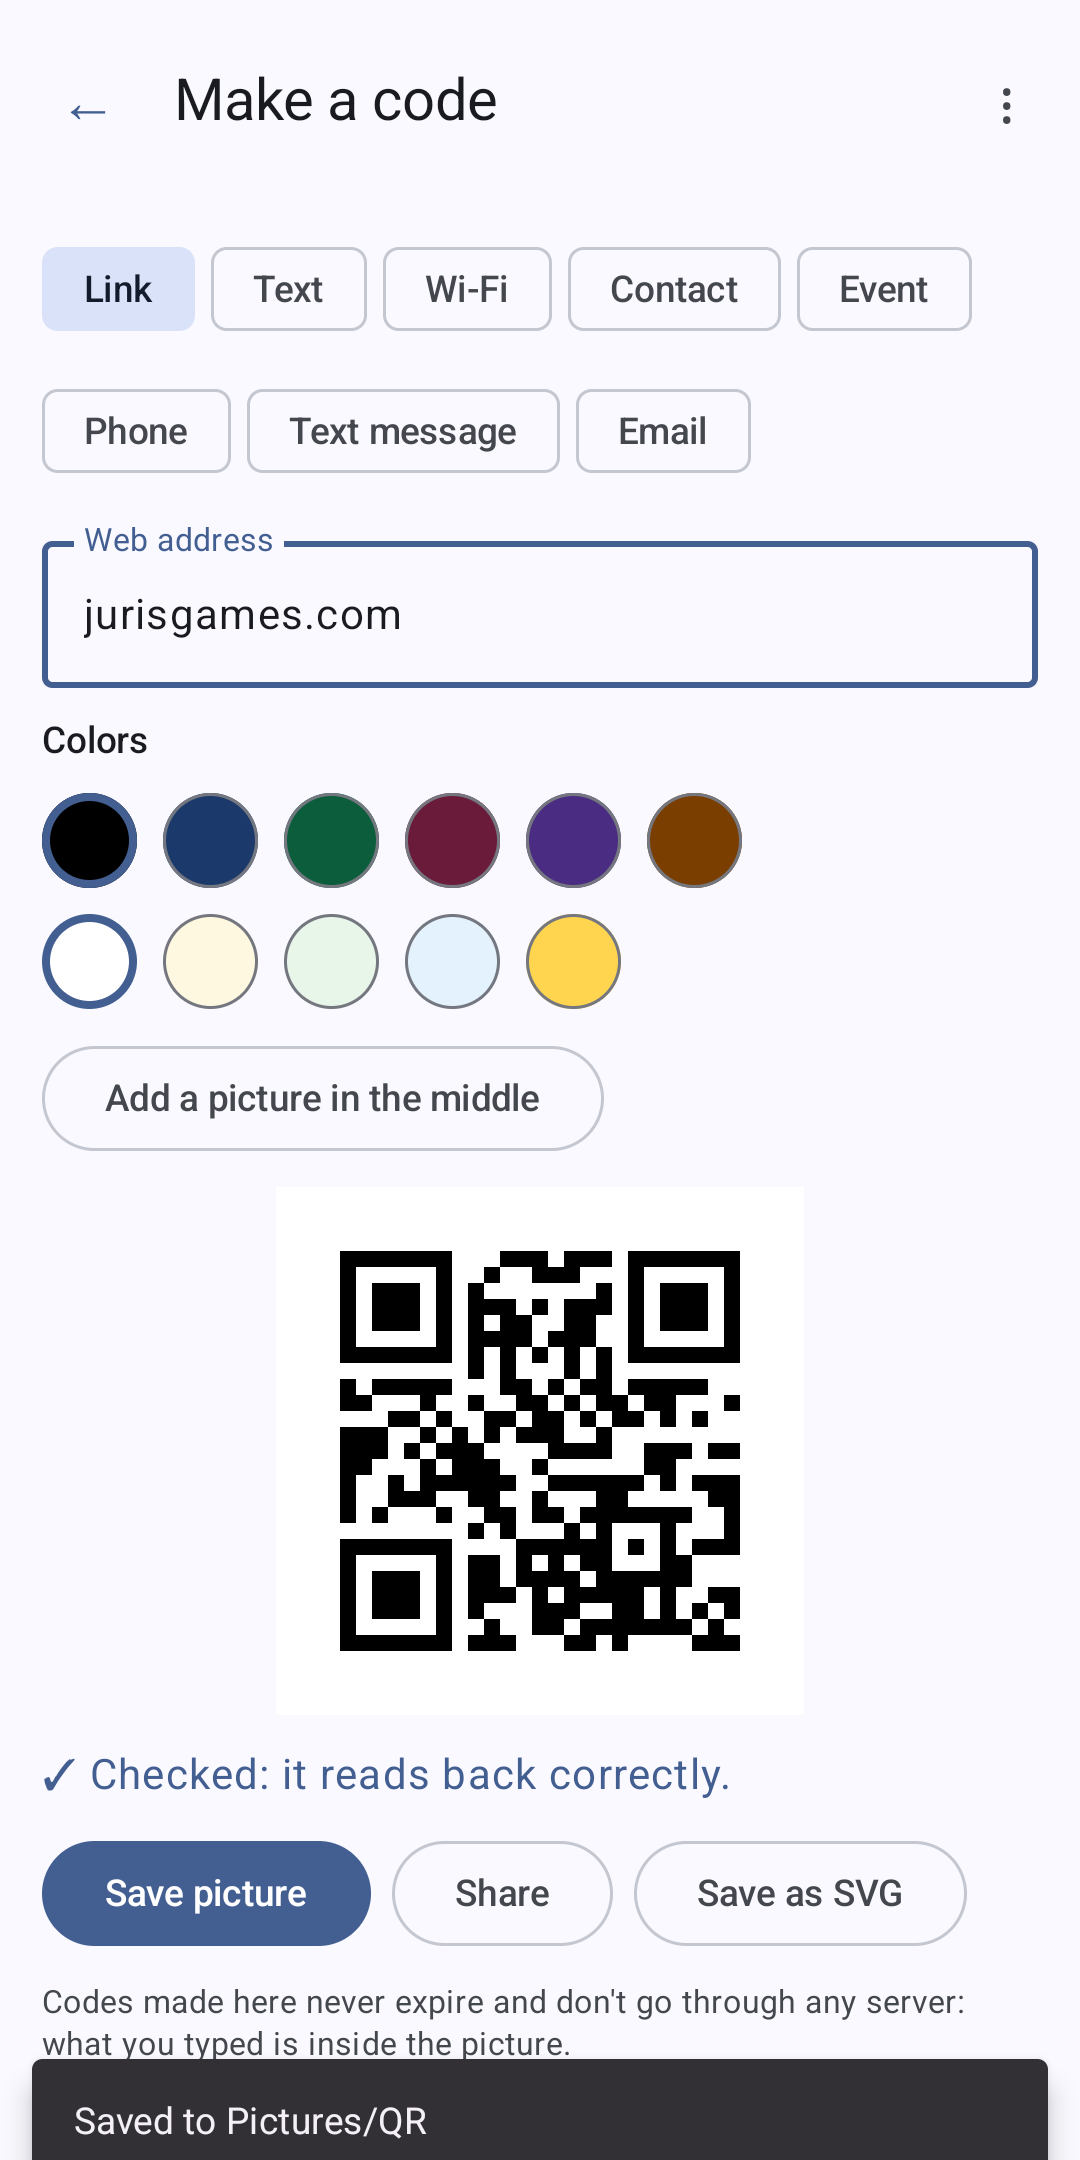 Make a code
Link Text Wi-Fi Contact Event
Phone Text message Email
Web address
jurisgames.com
Colors
Add a picture in the middle
✓ Checked: it reads back correctly.
Save picture Share Save as SVG
Codes made here never expire and don't go through any server:
what you typed is inside the picture.
Saved to Pictures/QR